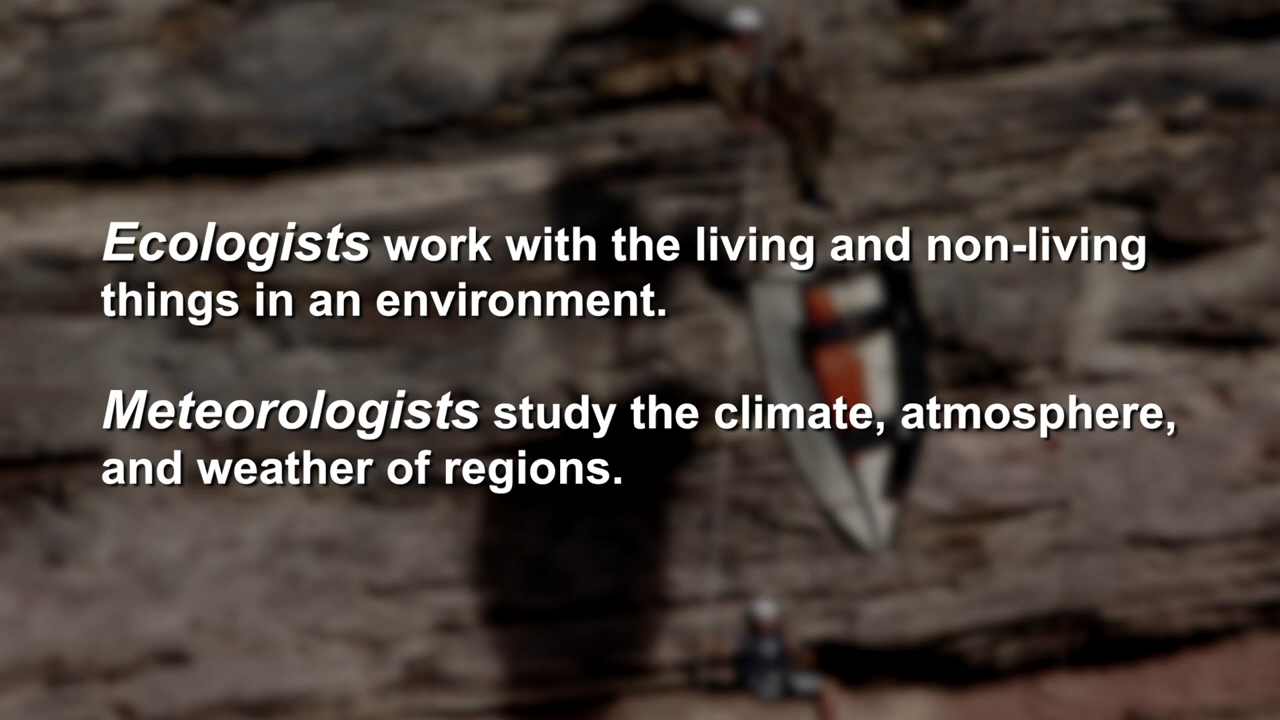 Ecologists work with the living and non-living
things in an environment.
Meteorologists study the climate, atmosphere,
and weather of regions.